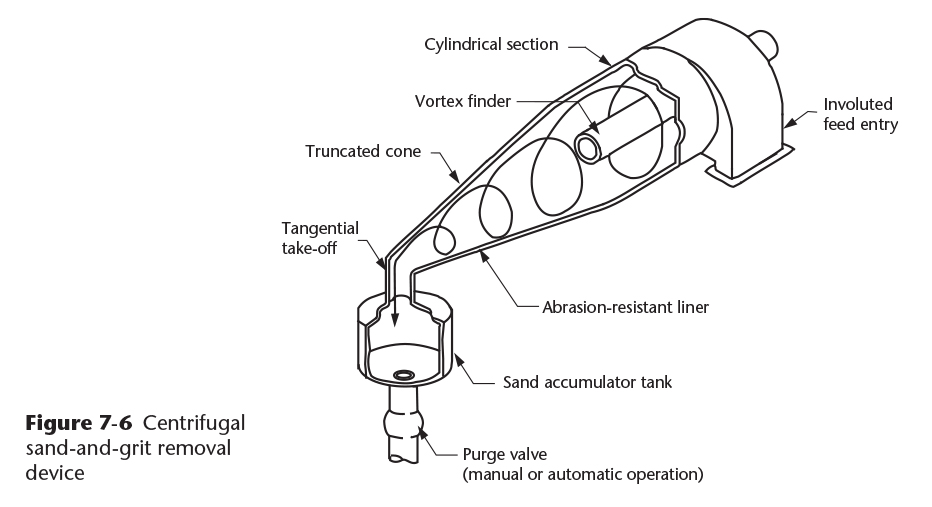 Cylindrical section
Vortex finder
Involuted
feed entry
Truncated cone
Tangential
take-off
Abrasion-resistant liner
Sand accumulator tank
Figure 7-6 Centrifugal
sand-and-grit removal
device
Purge valve
(manual or automatic operation)